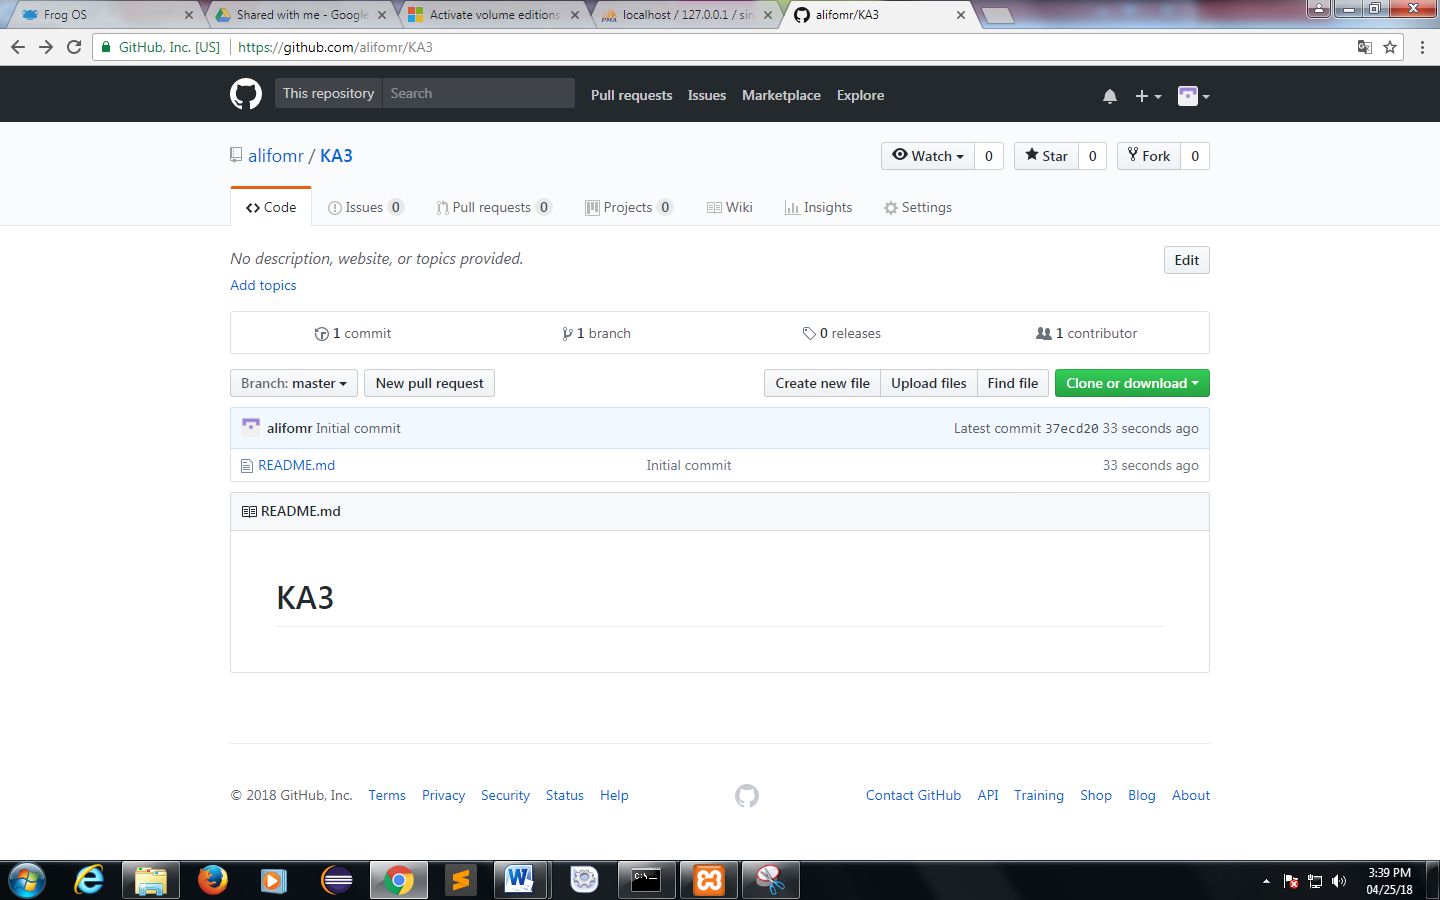 Frog OS
Shared with me - Google
Activate volume editions
localhost / 127.0.0.1 / sin
alifomr/KA3
GitHub, Inc. [US] https://github.com/alifomr/KA3
This repository Search Pull requests Issues Marketplace Explore
alifomr / KA3
Watch 0 Star 0 Fork 0
Code Issues 0 Pull requests 0 Projects 0 Wiki Insights Settings
No description, website, or topics provided.
Edit
Add topics
1 commit 1 branch 0 releases 1 contributor
Branch: master New pull request Create new file Upload files Find file Clone or download
alifomr Initial commit Latest commit 37ecd20 33 seconds ago
README.md Initial commit 33 seconds ago
README.md
KA3
© 2018 GitHub, Inc. Terms Privacy Security Status Help Contact GitHub API Training Shop Blog About
3:39 PM
04/25/18